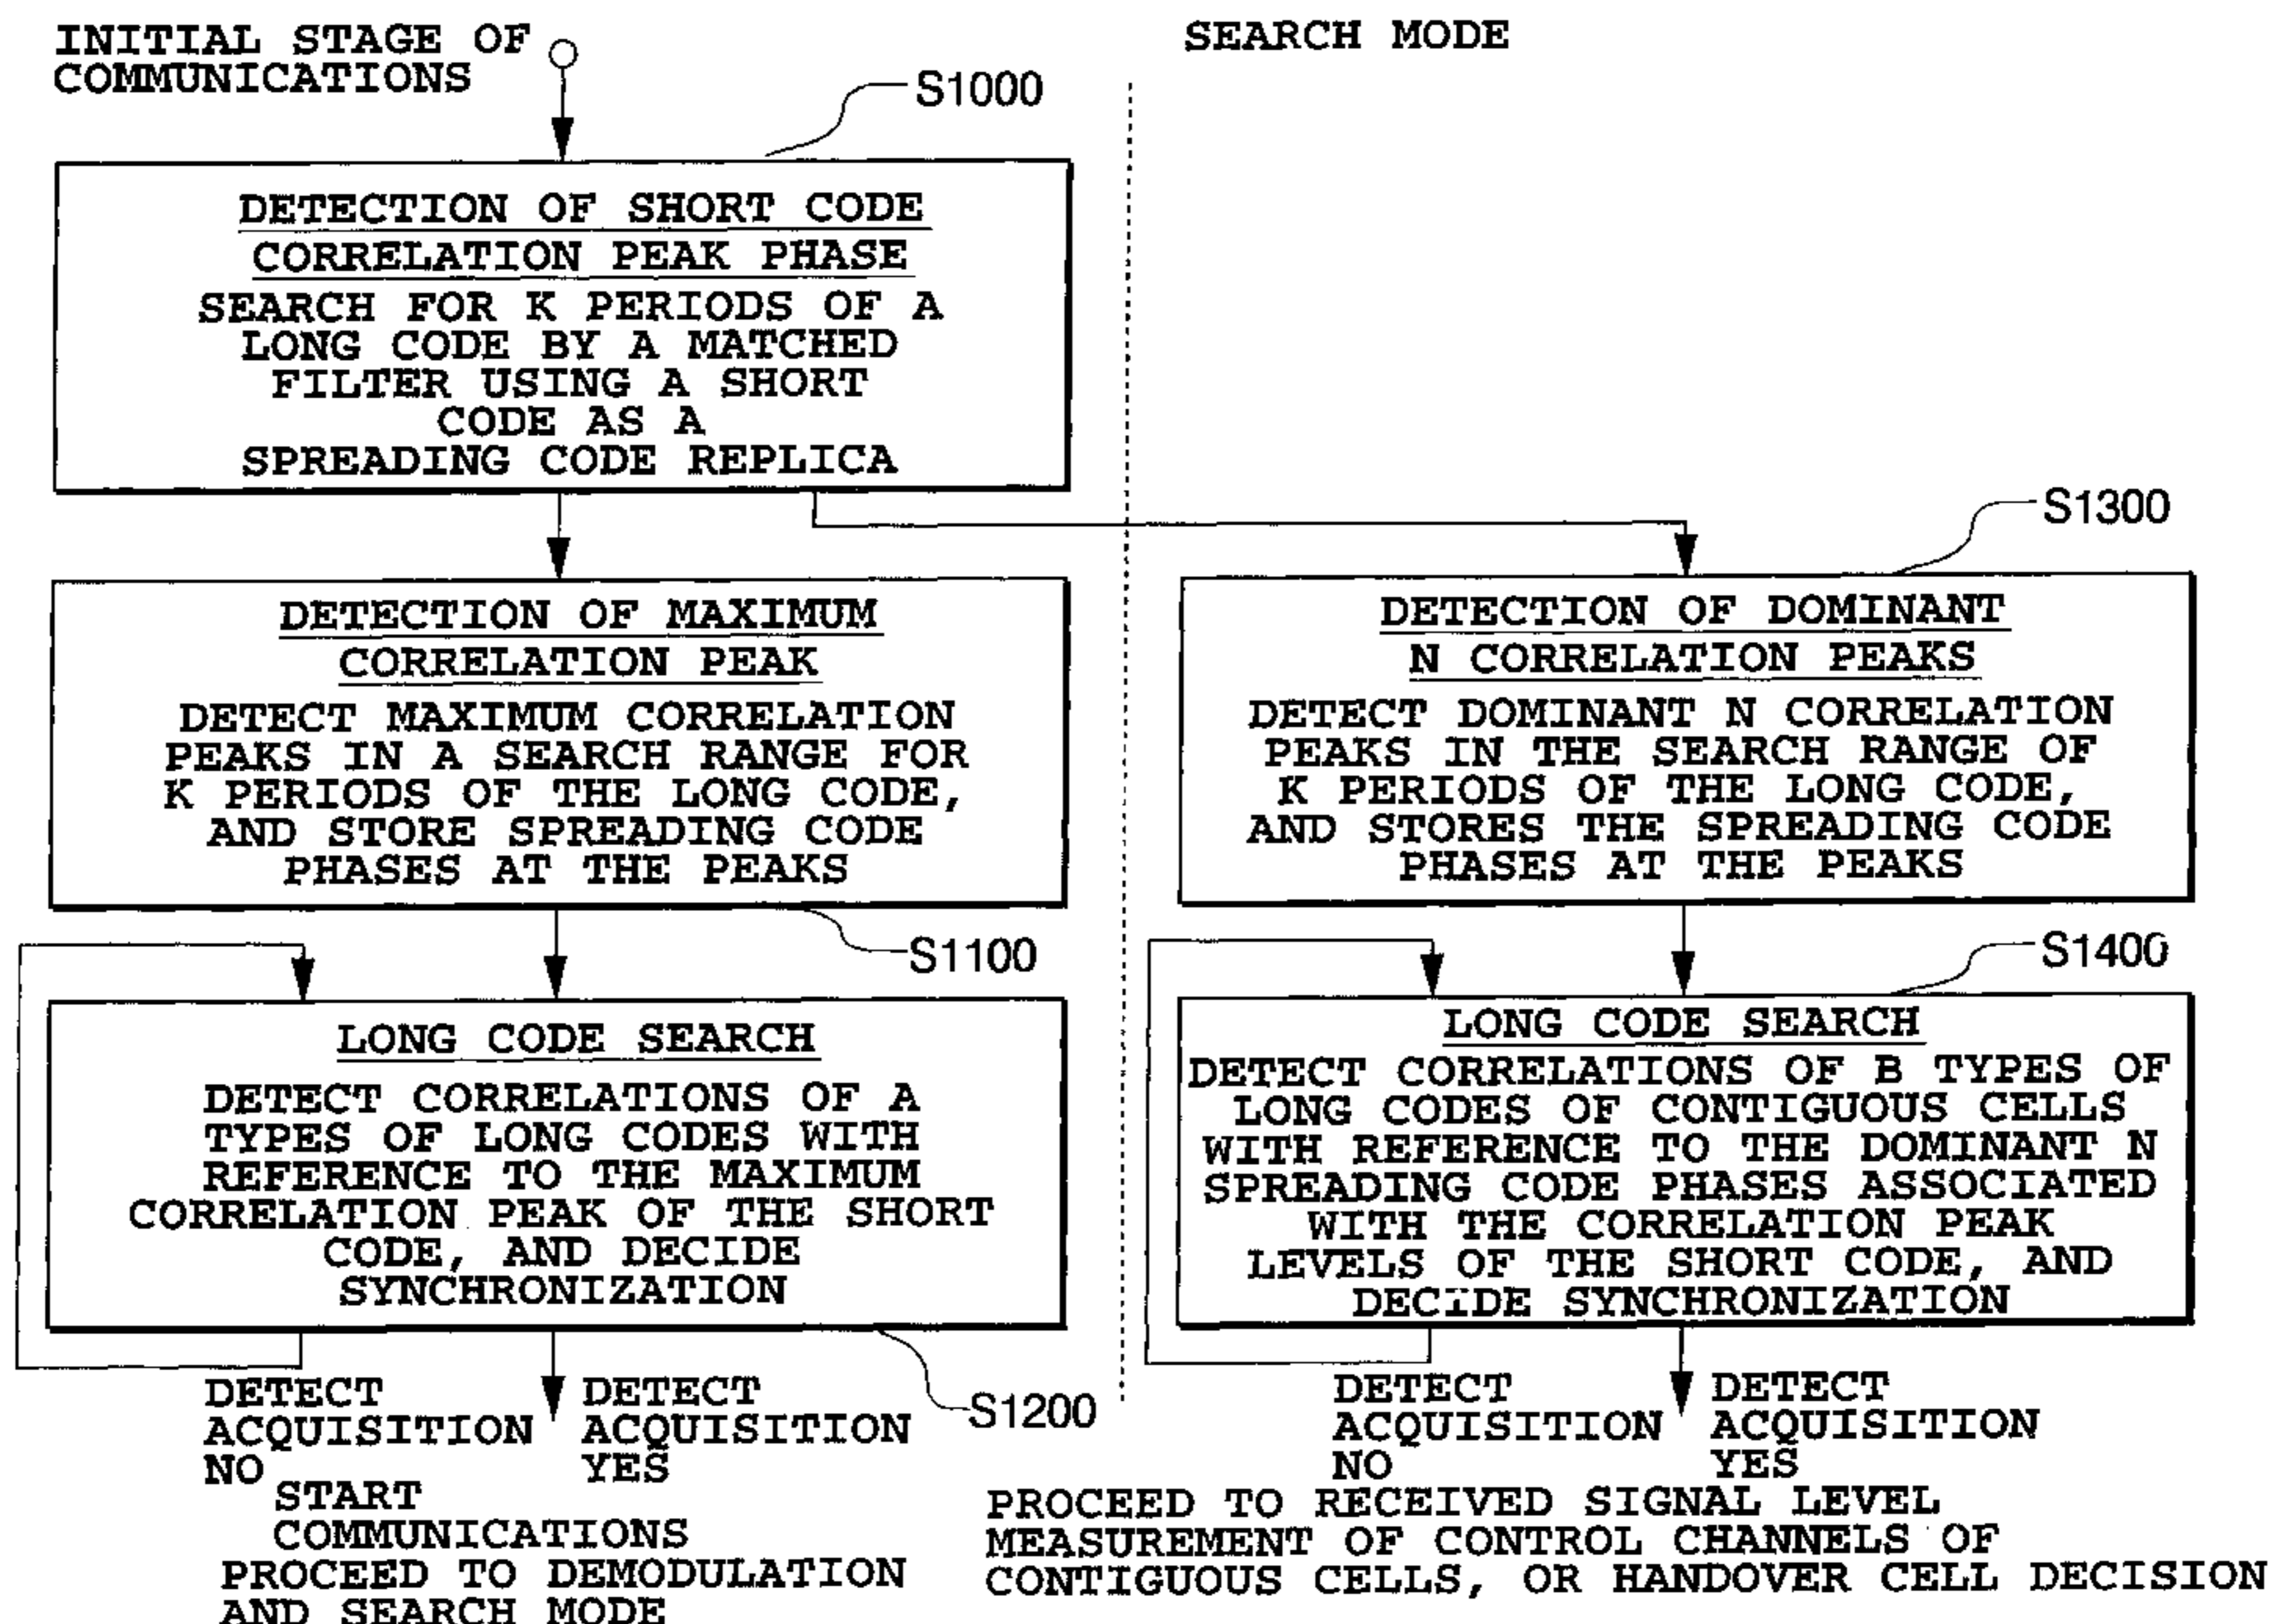 INITIAL STAGE OF
COMMUNICATIONS
SEARCH MODE
S1000
DETECTION OF SHORT CODE
CORRELATION PEAK PHASE
SEARCH FOR K PERIODS OF A
LONG CODE BY A MATCHED
FILTER USING A SHORT
CODE AS A
SPREADING CODE REPLICA
DETECTION OF MAXIMUM
CORRELATION PEAK
DETECT MAXIMUM CORRELATION
PEAKS IN A SEARCH RANGE FOR
K PERIODS OF THE LONG CODE,
AND STORE SPREADING CODE
PHASES AT THE PEAKS
S1100
LONG CODE SEARCH
DETECT CORRELATIONS OF A
TYPES OF LONG CODES WITH
REFERENCE TO THE MAXIMUM
CORRELATION PEAK OF THE SHORT
CODE, AND DECIDE
SYNCHRONIZATION
S1200
DETECT
ACQUISITION
NO
DETECT
ACQUISITION
YES
START
COMMUNICATIONS
PROCEED TO DEMODULATION
AND SEARCH MODE
S1300
DETECTION OF DOMINANT
N CORRELATION PEAKS
DETECT DOMINANT N CORRELATION
PEAKS IN THE SEARCH RANGE OF
K PERIODS OF THE LONG CODE,
AND STORES THE SPREADING CODE
PHASES AT THE PEAKS
S1400
LONG CODE SEARCH
DETECT CORRELATIONS OF B TYPES OF
LONG CODES OF CONTIGUOUS CELLS
WITH REFERENCE TO THE DOMINANT N
SPREADING CODE PHASES ASSOCIATED
WITH THE CORRELATION PEAK
LEVELS OF THE SHORT CODE, AND
DECIDE SYNCHRONIZATION
DETECT
ACQUISITION
NO
DETECT
ACQUISITION
YES
PROCEED TO RECEIVED SIGNAL LEVEL
MEASUREMENT OF CONTROL CHANNELS OF
CONTIGUOUS CELLS, OR HANDOVER CELL DECISION